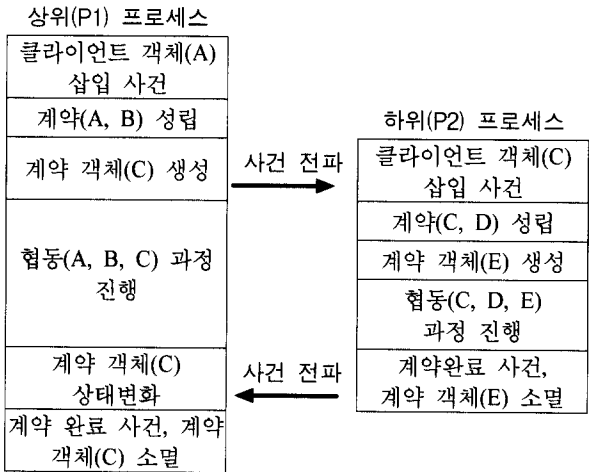 상위(P1) 프로세스
클라이언트 객체(A)
삽입 사건
계약(A, B) 성립
계약 객체(C) 생성
협동(A, B, C) 과정
진행
계약 객체(C)
상태변화
계약 완료 사건, 계약
객체(C) 소멸
사건 전파
사건 전파
하위(P2) 프로세스
클라이언트 객체(C)
삽입 사건
계약(C, D) 성립
계약 객체(E) 생성
협동(C, D, E)
과정 진행
계약완료 사건,
계약 객체(E) 소멸